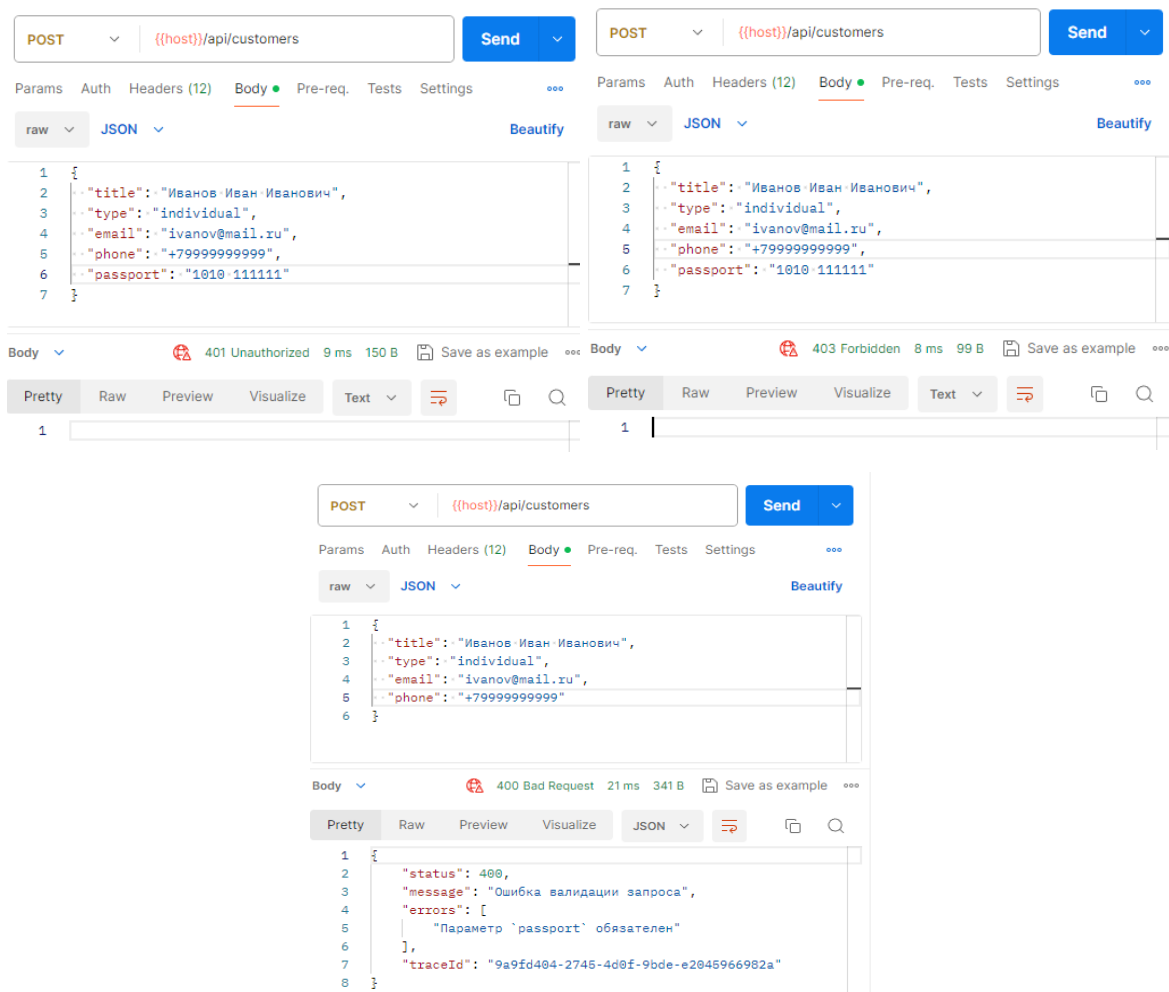 POST {{host}}/api/customers Send
Params Auth Headers (12) Body Pre-req. Tests Settings
raw JSON Beautify
1 {
2 "title": "Иванов Иван Иванович",
3 "type": "individual",
4 "email": "ivanov@mail.ru",
5 "phone": "+79999999999",
6 "passport": "1010 111111"
7 }
Body 401 Unauthorized 9 ms 150 B Save as example
Pretty Raw Preview Visualize Text
1
POST {{host}}/api/customers Send
Params Auth Headers (12) Body Pre-req. Tests Settings
raw JSON Beautify
1 {
2 "title": "Иванов Иван Иванович",
3 "type": "individual",
4 "email": "ivanov@mail.ru",
5 "phone": "+79999999999",
6 "passport": "1010 111111"
7 }
Body 403 Forbidden 8 ms 99 B Save as example
Pretty Raw Preview Visualize Text
1
POST {{host}}/api/customers Send
Params Auth Headers (12) Body Pre-req. Tests Settings
raw JSON Beautify
1 {
2 "title": "Иванов Иван Иванович",
3 "type": "individual",
4 "email": "ivanov@mail.ru",
5 "phone": "+79999999999"
6 }
Body 400 Bad Request 21 ms 341 B Save as example
Pretty Raw Preview Visualize JSON
1 {
2 "status": 400,
3 "message": "Ошибка валидации запроса",
4 "errors": [
5 "Параметр `passport` обязателен"
6 ],
7 "traceId": "9a9fd404-2745-4d0f-9bde-e2045966982a"
8 }